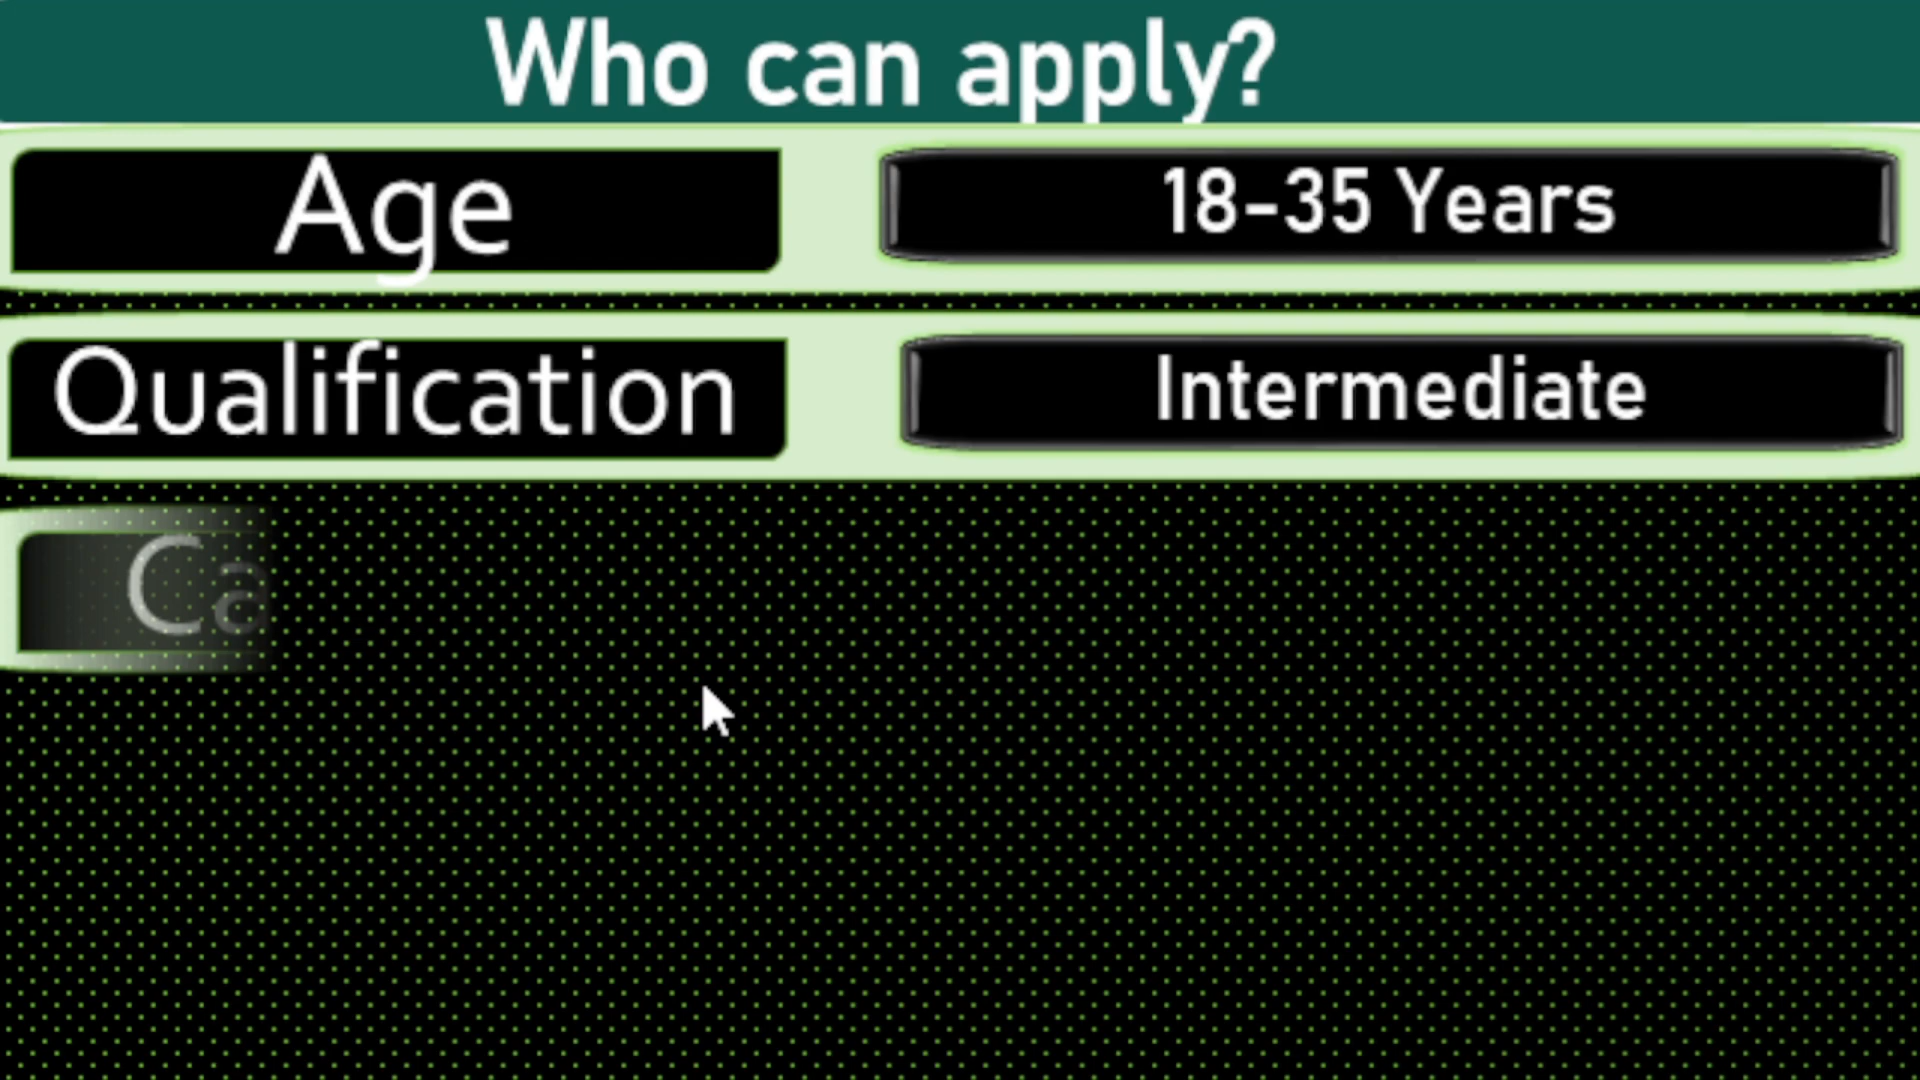 Who can apply?
Age
18-35 Years
Qualification
Intermediate